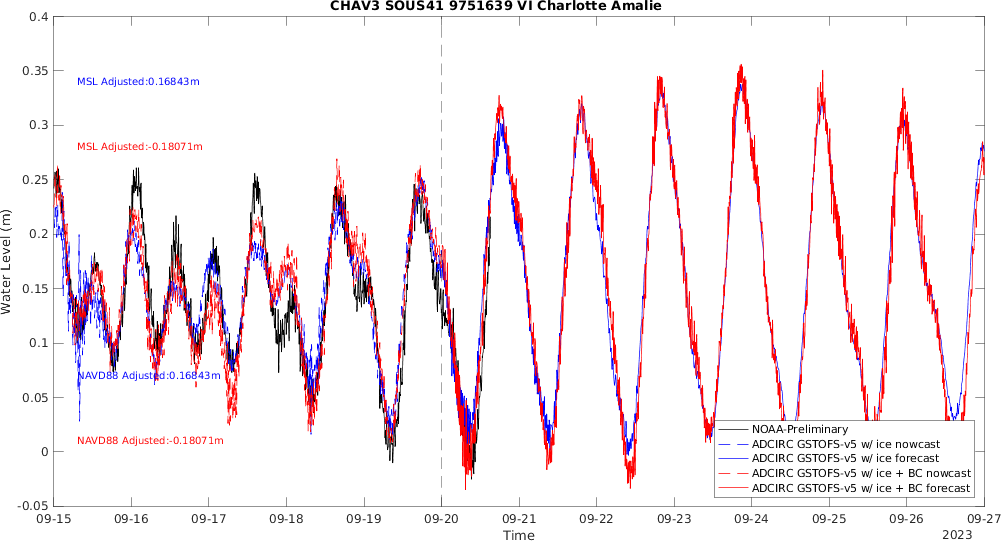 CHAV3 SOUS41 9751639 VI Charlotte Amalie
0.4
0.35
0.3
0.25
0.2
0.15
0.1
0.05
0
-0.05
Water Level (m)
MSL Adjusted:0.16843m
MSL Adjusted:-0.18071m
NAVD88 Adjusted:0.16843m
NAVD88 Adjusted:-0.18071m
NOAA-Preliminary
ADCIRC GSTOFS-v5 w/ ice nowcast
ADCIRC GSTOFS-v5 w/ ice forecast
ADCIRC GSTOFS-v5 w/ ice + BC nowcast
ADCIRC GSTOFS-v5 w/ ice + BC forecast
09-15 09-16 09-17 09-18 09-19 09-20 09-21 09-22 09-23 09-24 09-25 09-26 09-27
Time
2023